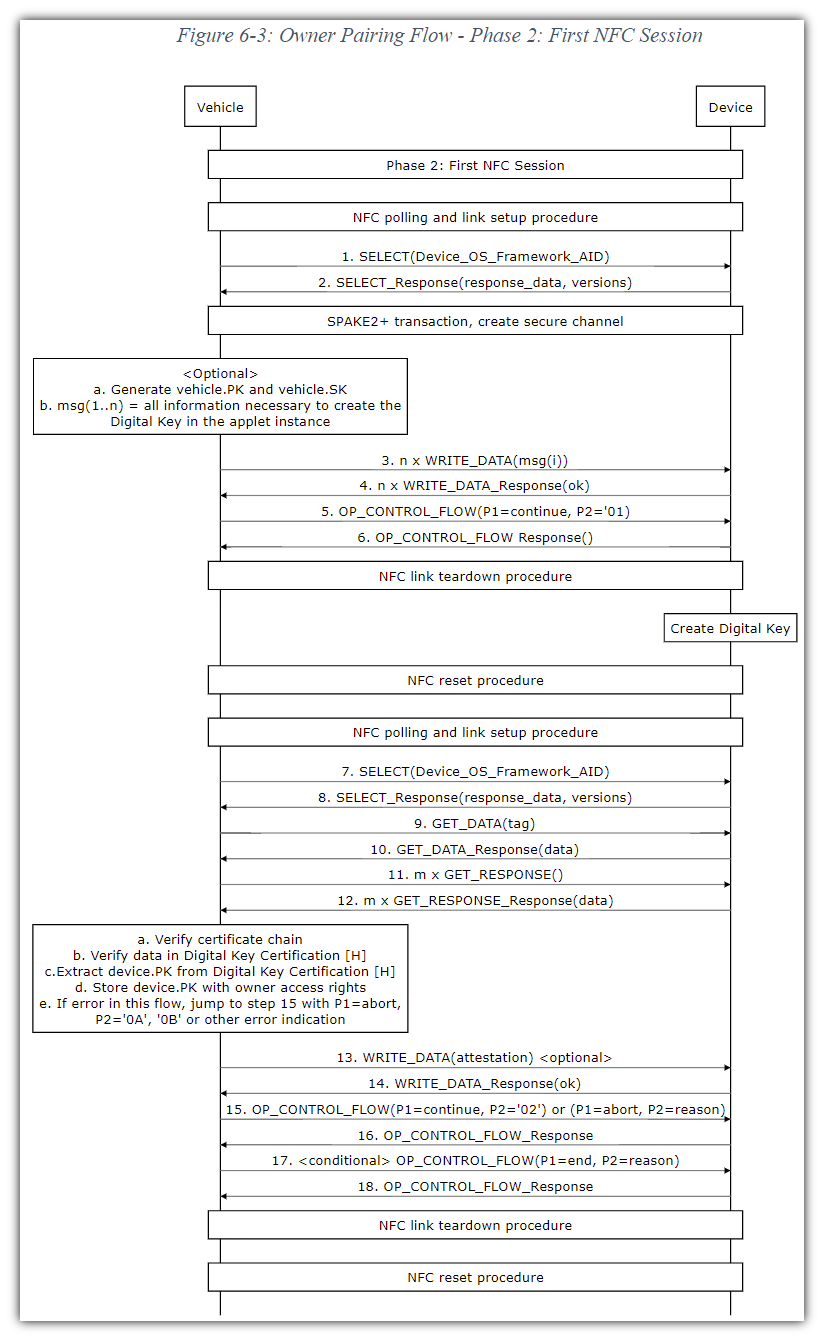 Figure 6-3: Owner Pairing Flow - Phase 2: First NFC Session
Vehicle
Device
Phase 2: First NFC Session
NFC polling and link setup procedure
1. SELECT(Device_OS_Framework_AID)
2. SELECT_Response(response_data, versions)
SPAKE2+ transaction, create secure channel
<Optional>
a. Generate vehicle.PK and vehicle.SK
b. msg(1..n) = all information necessary to create the
Digital Key in the applet instance
3. n x WRITE_DATA(msg(i))
4. n x WRITE_DATA_Response(ok)
5. OP_CONTROL_FLOW(P1=continue, P2='01)
6. OP_CONTROL_FLOW Response()
NFC link teardown procedure
Create Digital Key
NFC reset procedure
NFC polling and link setup procedure
7. SELECT(Device_OS_Framework_AID)
8. SELECT_Response(response_data, versions)
9. GET_DATA(tag)
10. GET_DATA_Response(data)
11. m x GET_RESPONSE()
12. m x GET_RESPONSE_Response(data)
a. Verify certificate chain
b. Verify data in Digital Key Certification [H]
c.Extract device.PK from Digital Key Certification [H]
d. Store device.PK with owner access rights
e. If error in this flow, jump to step 15 with P1=abort,
P2='0A', '0B' or other error indication
13. WRITE_DATA(attestation) <optional>
14. WRITE_DATA_Response(ok)
15. OP_CONTROL_FLOW(P1=continue, P2='02') or (P1=abort, P2=reason)
16. OP_CONTROL_FLOW_Response
17. <conditional> OP_CONTROL_FLOW(P1=end, P2=reason)
18. OP_CONTROL_FLOW_Response
NFC link teardown procedure
NFC reset procedure